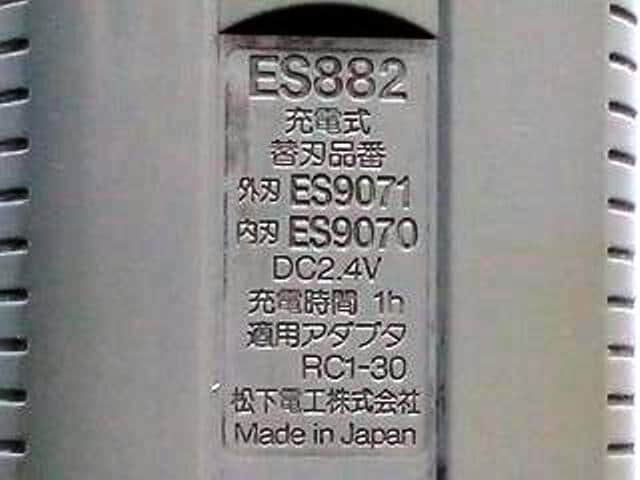 ES882
充電式
替刃品番
外刃 ES9071
内刃 ES9070
DC2.4V
充電時間 1h
適用アダプタ
RC1-30
松下電工株式会社
Made in Japan